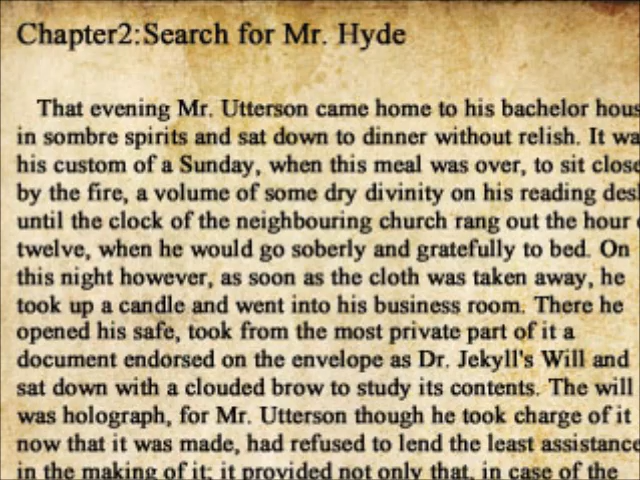 Chapter2:Search for Mr. Hyde
That evening Mr. Utterson came home to his bachelor hous
in sombre spirits and sat down to dinner without relish. It wa
his custom of a Sunday, when this meal was over, to sit close
by the fire, a volume of some dry divinity on his reading des
until the clock of the neighbouring church rang out the hour
twelve, when he would go soberly and gratefully to bed. On
this night however, as soon as the cloth was taken away, he
took up a candle and went into his business room. There he
opened his safe, took from the most private part of it a
document endorsed on the envelope as Dr. Jekyll's Will and
sat down with a clouded brow to study its contents. The will
was holograph, for Mr. Utterson though he took charge of it
now that it was made, had refused to lend the least assistance
in the making of it; it provided not only that, in case of the